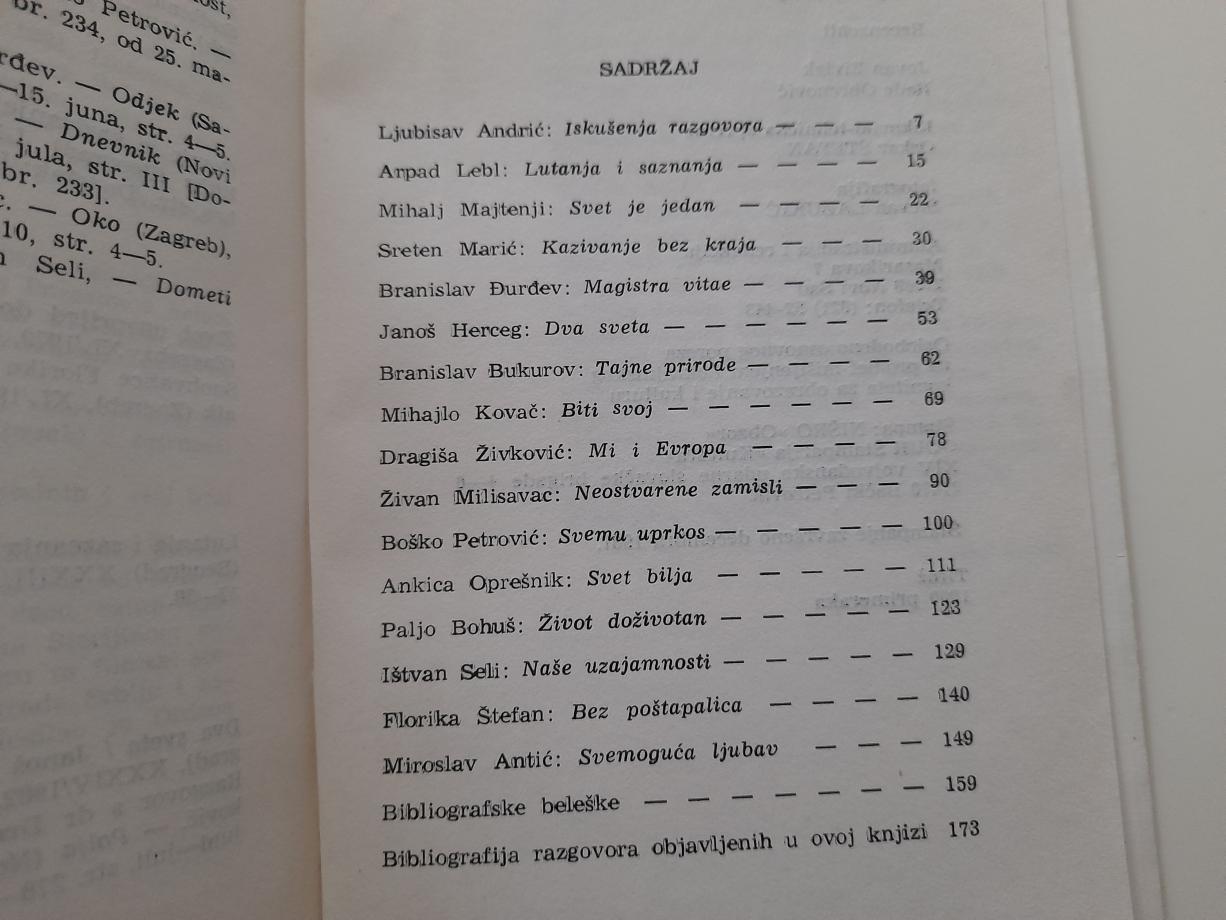 ost,
Petrović. —
br. 234, od 25. ma-
rđev. — Odjek (Sa-
—15. juna, str. 4—5.
— Dnevnik (Novi
jula, str. III [Do-
br. 233].
— Oko (Zagreb),
10, str. 4—5.
Seli, — Dometi
SADRŽAJ
Ljubisav Andrić: Iskušenja razgovora — — — 7
Arpad Lebl: Lutanja i saznanja — — — — 15
Mihalj Majtenji: Svet je jedan — — — — 22
Sreten Marić: Kazivanje bez kraja — — — 30
Branislav Đurđev: Magistra vitae — — — — 39
Janoš Herceg: Dva sveta — — — — — — 53
Branislav Bukurov: Tajne prirode — — — — 62
Mihajlo Kovač: Biti svoj — — — — — — 69
Dragiša Živković: Mi i Evropa — — — — 78
Živan Milisavac: Neostvarene zamisli — — — 90
Boško Petrović: Svemu uprkos — — — — — 100
Ankica Oprešnik: Svet bilja — — — — — 111
Paljo Bohuš: Život doživotan — — — — — 123
Ištvan Seli: Naše uzajamnosti — — — — — 129
Florika Štefan: Bez poštapalica — — — — 140
Miroslav Antić: Svemoguća ljubav — — — 149
Bibliografske beleške — — — — — — — 159
Bibliografija razgovora objavljenih u ovoj knjizi 173